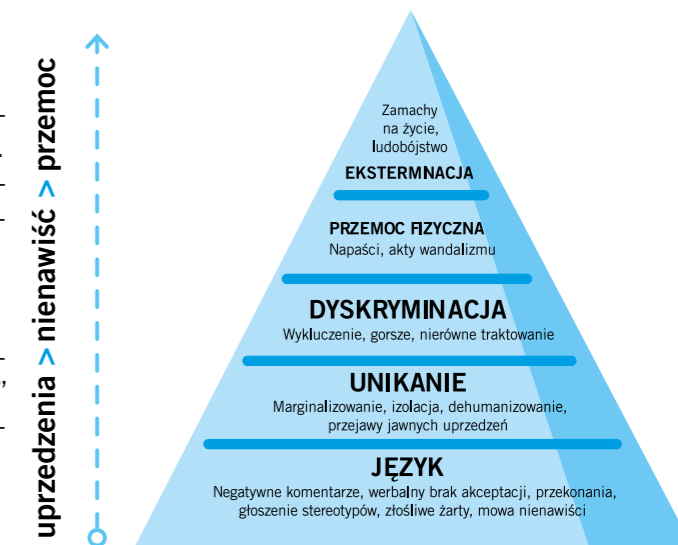 uprzedzenia > nienawiść > przemoc
Zamachy
na życie,
ludobójstwo
EKSTERMNACJA
PRZEMOC FIZYCZNA
Napaści, akty wandalizmu
DYSKRYMINACJA
Wykluczenie, gorsze, nierówne traktowanie
UNIKANIE
Marginalizowanie, izolacja, dehumanizowanie,
przejawy jawnych uprzedzeń
JĘZYK
Negatywne komentarze, werbalny brak akceptacji, przekonania,
głoszenie stereotypów, złośliwe żarty, mowa nienawiści